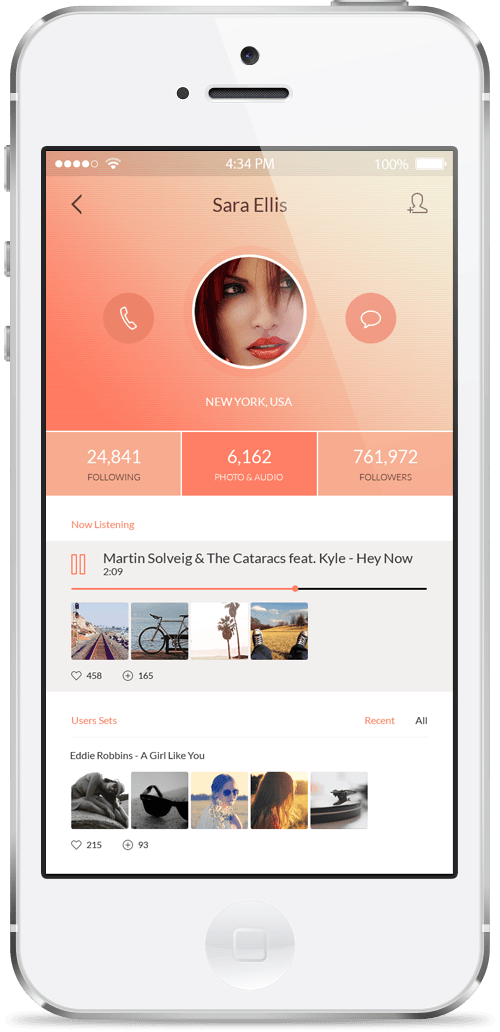 4:34 PM
100%
Sara Ellis
NEW YORK, USA
24,841
6,162
761,972
FOLLOWING
PHOTO & AUDIO
FOLLOWERS
Now Listening
Martin Solveig & The Cataracs feat. Kyle - Hey Now
2:09
458
165
Users Sets
Recent
All
Eddie Robbins - A Girl Like You
215
93